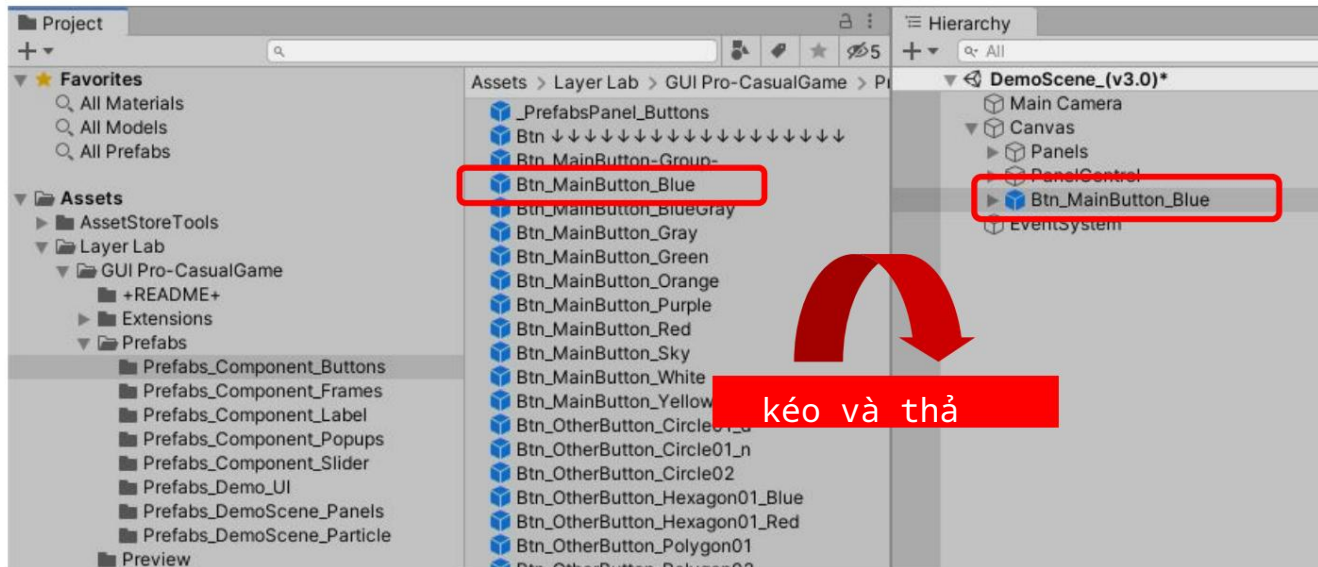 Project
5
Favorites
All Materials
All Models
All Prefabs
Assets
AssetStoreTools
Layer Lab
GUI Pro-CasualGame
+README+
Extensions
Prefabs
Prefabs_Component_Buttons
Prefabs_Component_Frames
Prefabs_Component_Label
Prefabs_Component_Popups
Prefabs_Component_Slider
Prefabs_Demo_UI
Prefabs_DemoScene_Panels
Prefabs_DemoScene_Particle
Preview
Assets > Layer Lab > GUI Pro-CasualGame >
_PrefabsPanel_Buttons
Btn ↓↓↓↓↓↓↓↓↓↓↓↓↓↓↓↓↓↓
Btn_MainButton-Group-
Btn_MainButton_Blue
Btn_MainButton_BlueGray
Btn_MainButton_Gray
Btn_MainButton_Green
Btn_MainButton_Orange
Btn_MainButton_Purple
Btn_MainButton_Red
Btn_MainButton_Sky
Btn_MainButton_White
Btn_MainButton_Yellow
Btn_OtherButton_Circle01_d
Btn_OtherButton_Circle01_n
Btn_OtherButton_Circle02
Btn_OtherButton_Hexagon01_Blue
Btn_OtherButton_Hexagon01_Red
Btn_OtherButton_Polygon01
kéo và thả
Hierarchy
All
DemoScene_(v3.0)*
Main Camera
Canvas
Panels
PanelControl
Btn_MainButton_Blue
EventSystem